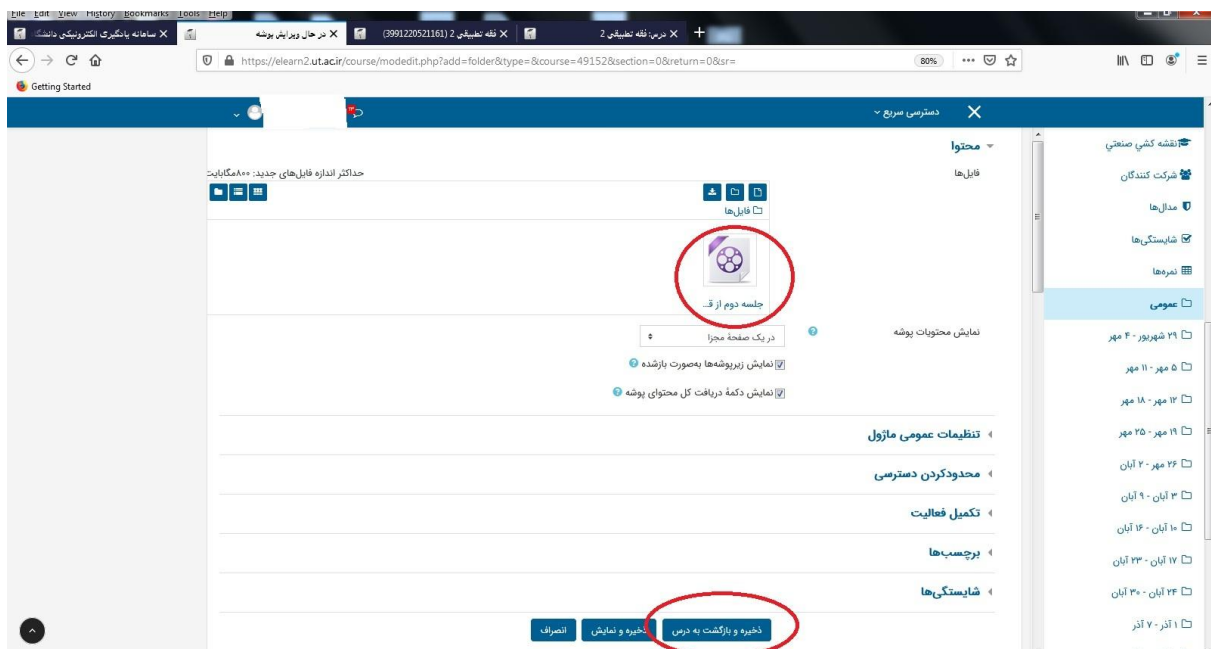 File Edit View History Bookmarks Tools Help
سامانه یادگیری الکترونیکی دانشگ
در حال ویرایش پوشه
فقه تطبیقی 2 (3991220521161)
درس: فقه تطبیقی 2
https://elearn2.ut.ac.ir/course/modedit.php?add=folder&type=&course=49152&section=0&return=0&sr=
80%
Getting Started
دسترسی سریع
محتوا
فایل‌ها
حداکثر اندازه فایل‌های جدید: ۸۰۰مگابایت
فایل‌ها
جلسه دوم از ق...
نمایش محتویات پوشه
در یک صفحهٔ مجزا
نمایش زیرپوشه‌ها به‌صورت بازشده
نمایش دکمهٔ دریافت کل محتوای پوشه
تنظیمات عمومی ماژول
محدودکردن دسترسی
تکمیل فعالیت
برچسب‌ها
شایستگی‌ها
ذخیره و بازگشت به درس
ذخیره و نمایش
انصراف
نقشه کشي صنعتي
شرکت کنندگان
مدال‌ها
شایستگی‌ها
نمره‌ها
عمومی
۲۹ شهریور - ۴ مهر
۵ مهر - ۱۱ مهر
۱۲ مهر - ۱۸ مهر
۱۹ مهر - ۲۵ مهر
۲۶ مهر - ۲ آبان
۳ آبان - ۹ آبان
۱۰ آبان - ۱۶ آبان
۱۷ آبان - ۲۳ آبان
۲۴ آبان - ۳۰ آبان
۱ آذر - ۷ آذر